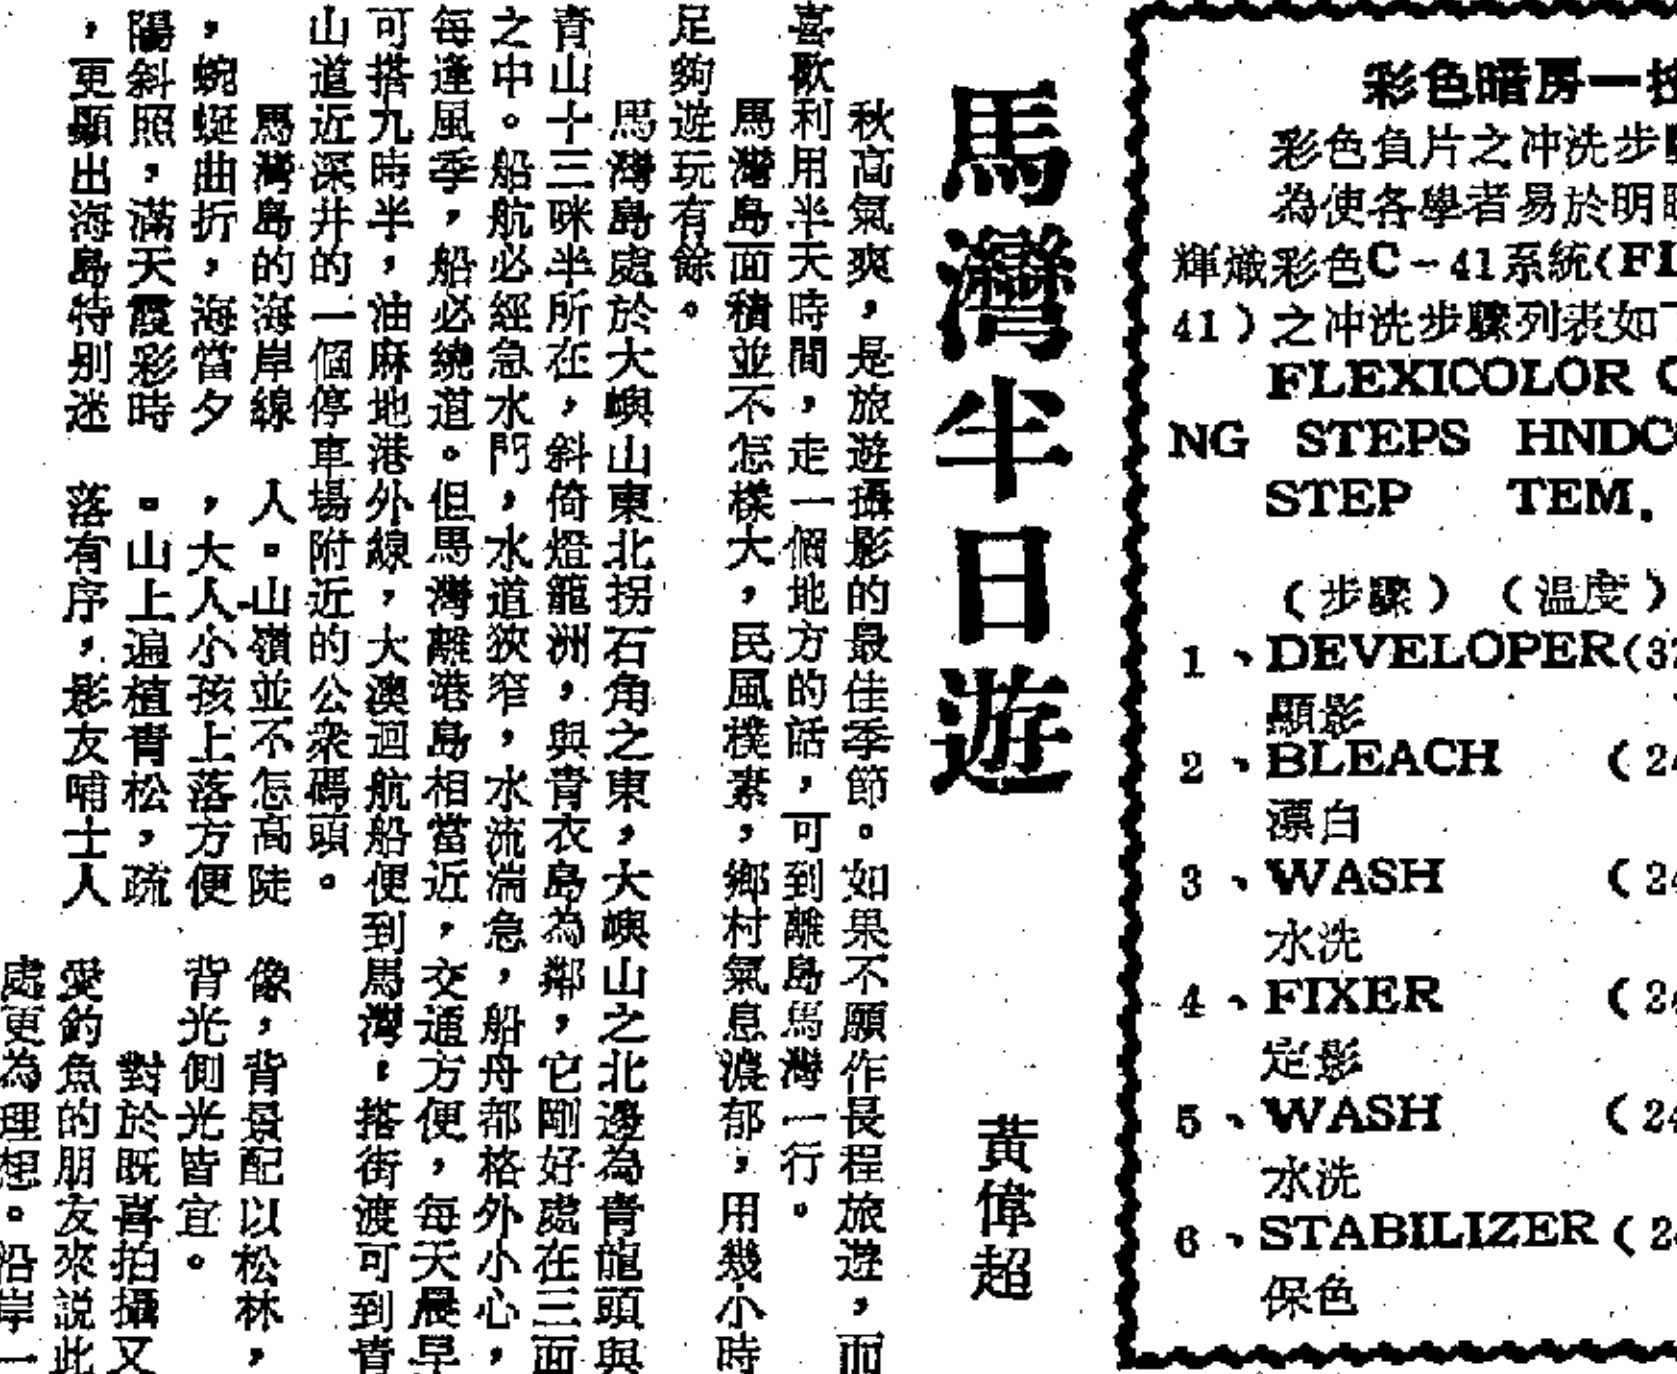 彩色暗房一技
彩色負片之冲洗步驟
為使各學者易於明瞭
輝熾彩色C-41系統(FL
41)之冲洗步驟列表如下
FLEXICOLOR C
NG STEPS HNDC
STEP TEM.
(步驟) (温度)
1、DEVELOPER(37
顯影
2、BLEACH (24
漂白
3、WASH (24
水洗
4、FIXER (24
定影
5、WASH (24
水洗
6、STABILIZER(24
保色
馬灣半日遊
黃偉超
秋高氣爽,是旅遊攝影的最佳季節。如果不願作長程旅遊,而
喜歡利用半天時間,走一個地方的話,可到離島馬灣一行。
馬灣島面積並不怎樣大,民風樸素,鄉村氣息濃郁,用幾小時
足夠遊玩有餘。
馬灣島處於大嶼山東北拐石角之東,大嶼山之北邊為青龍頭與
青山十三咪半所在,斜倚燈籠洲,與青衣島為鄰,它剛好處在三面
之中。船航必經急水門,水道狹窄,水流湍急,船舟都格外小心,
每逢風季,船必繞道。但馬灣離港島相當近,交通方便,每天晨早
可搭九時半,油麻地港外線,大澳迴航船便到馬灣;搭街渡可到青
山道近深井的一個停車場附近的公衆碼頭。
馬灣島的海岸線
,蜿蜒曲折,海當夕
陽斜照,滿天霞彩時
,更顯出海島特別迷
人。山嶺並不怎高陡
,大人小孩上落方便
。山上遍植青松,疏
落有序,影友哺士人
像,背景配以松林,
背光側光皆宜。
對於既喜拍攝又
愛釣魚的朋友來説此
處更為理想。沿岸一